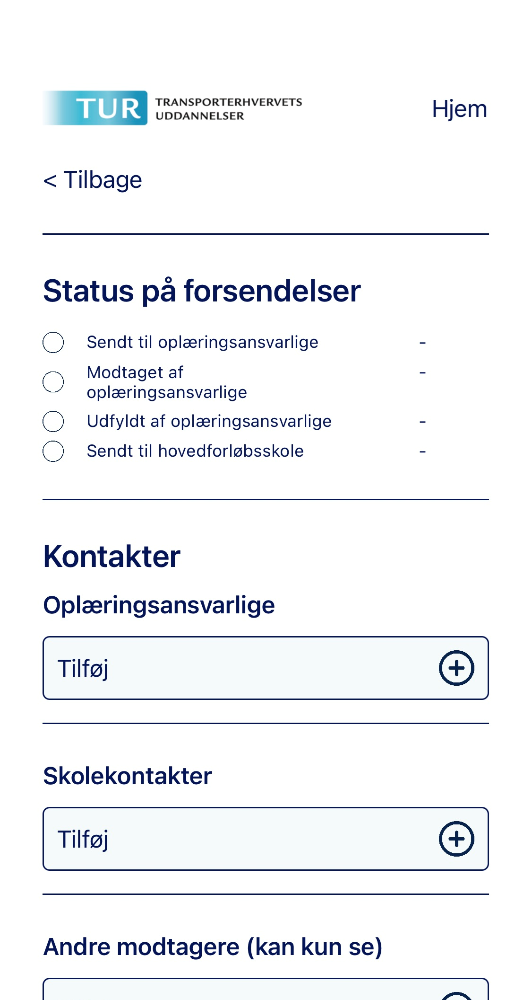 TUR TRANSPORTERHVERVETS
UDDANNELSER
Hjem
< Tilbage
Status på forsendelser
Sendt til oplæringsansvarlige -
Modtaget af -
oplæringsansvarlige
Udfyldt af oplæringsansvarlige -
Sendt til hovedforløbsskole -
Kontakter
Oplæringsansvarlige
Tilføj
Skolekontakter
Tilføj
Andre modtagere (kan kun se)